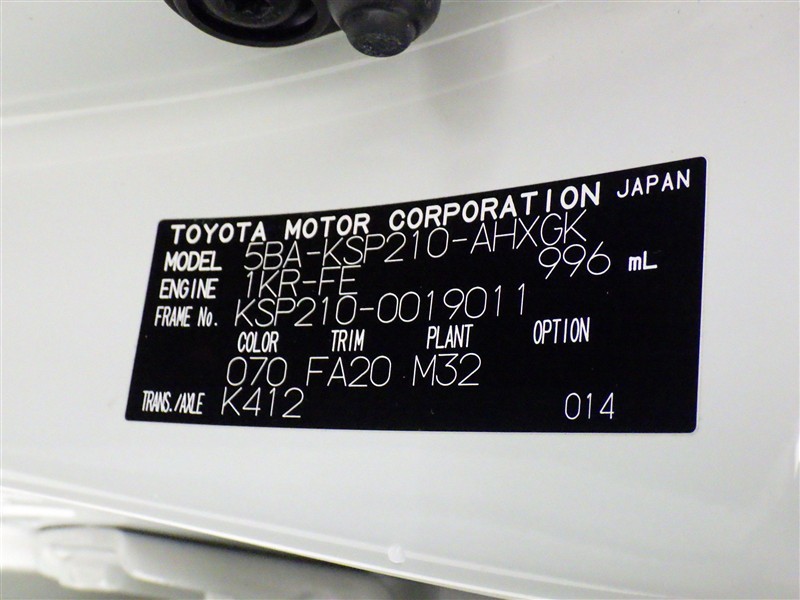 TOYOTA MOTOR CORPORATION JAPAN
MODEL 5BA-KSP210-AHXGK
ENGINE 1KR-FE 996 mL
FRAME No. KSP210-0019011
COLOR TRIM PLANT OPTION
070 FA20 M32
TRANS./AXLE K412 014